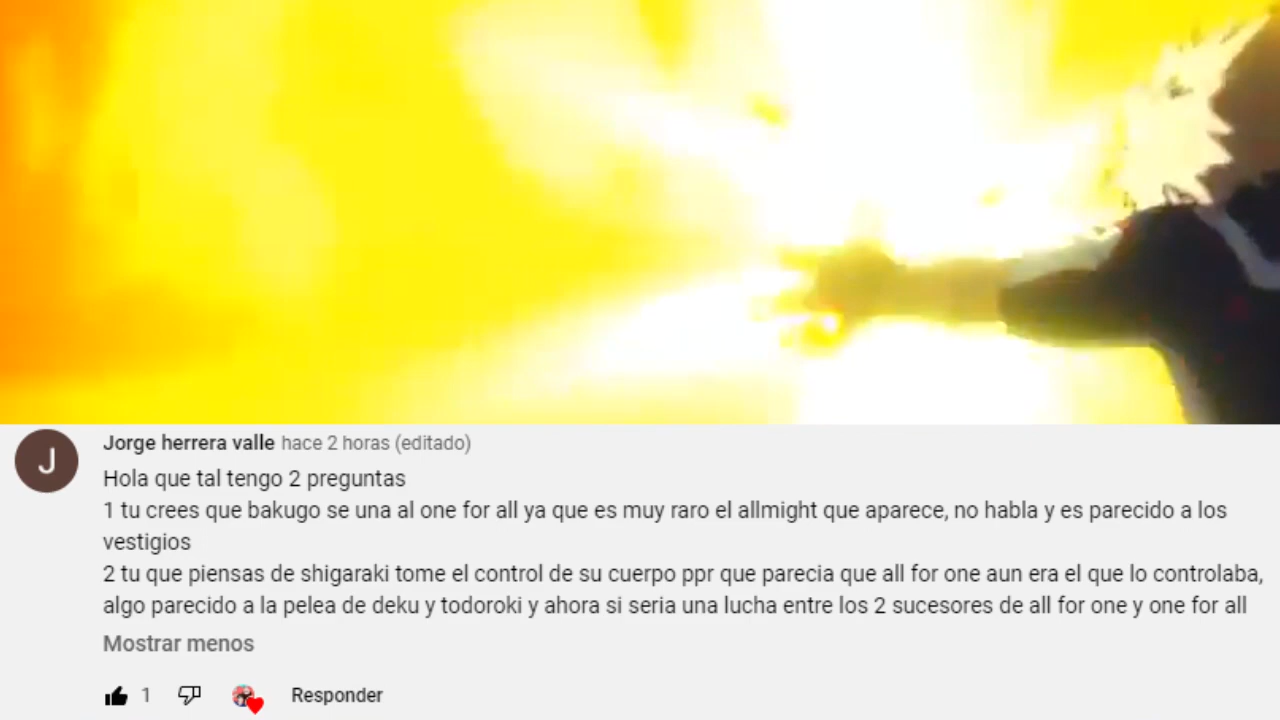 J
Jorge herrera valle hace 2 horas (editado)
Hola que tal tengo 2 preguntas
1 tu crees que bakugo se una al one for all ya que es muy raro el allmight que aparece, no habla y es parecido a los
vestigios
2 tu que piensas de shigaraki tome el control de su cuerpo ppr que parecia que all for one aun era el que lo controlaba,
algo parecido a la pelea de deku y todoroki y ahora si seria una lucha entre los 2 sucesores de all for one y one for all
Mostrar menos
1 Responder